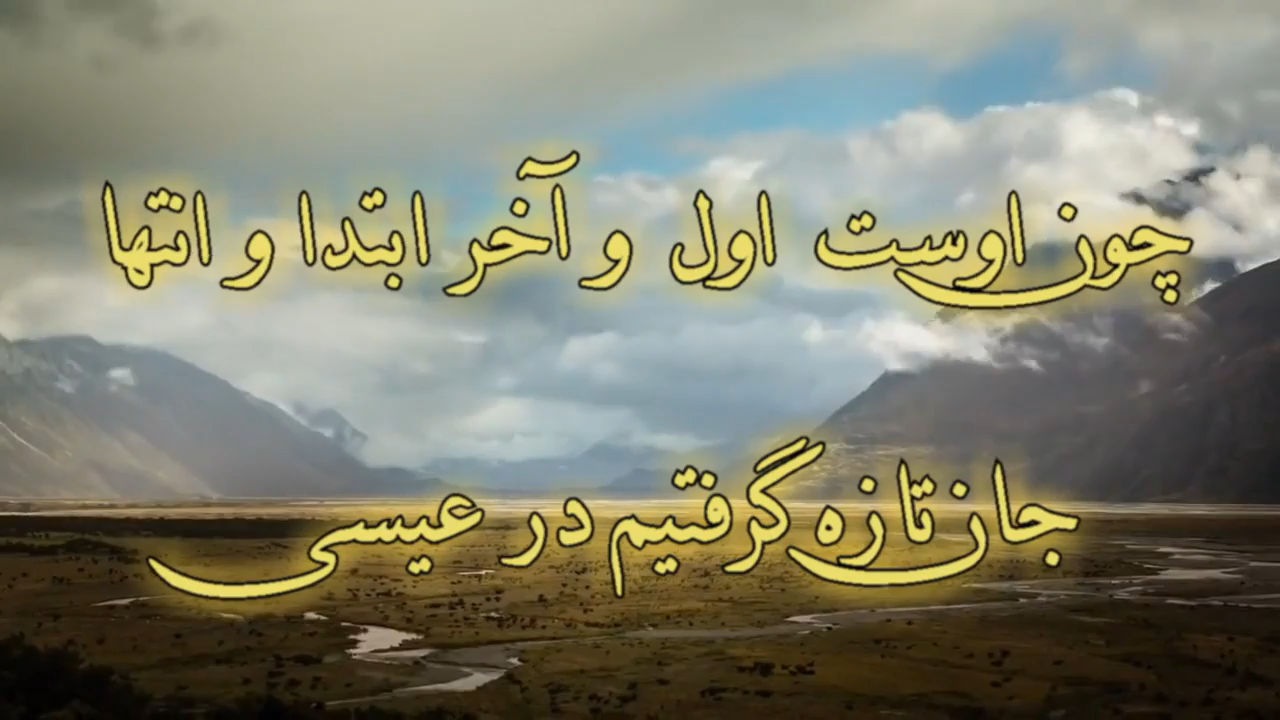 چون اوست اول و آخر ابتدا و انتها
جان تازه گرفتیم در عیسی